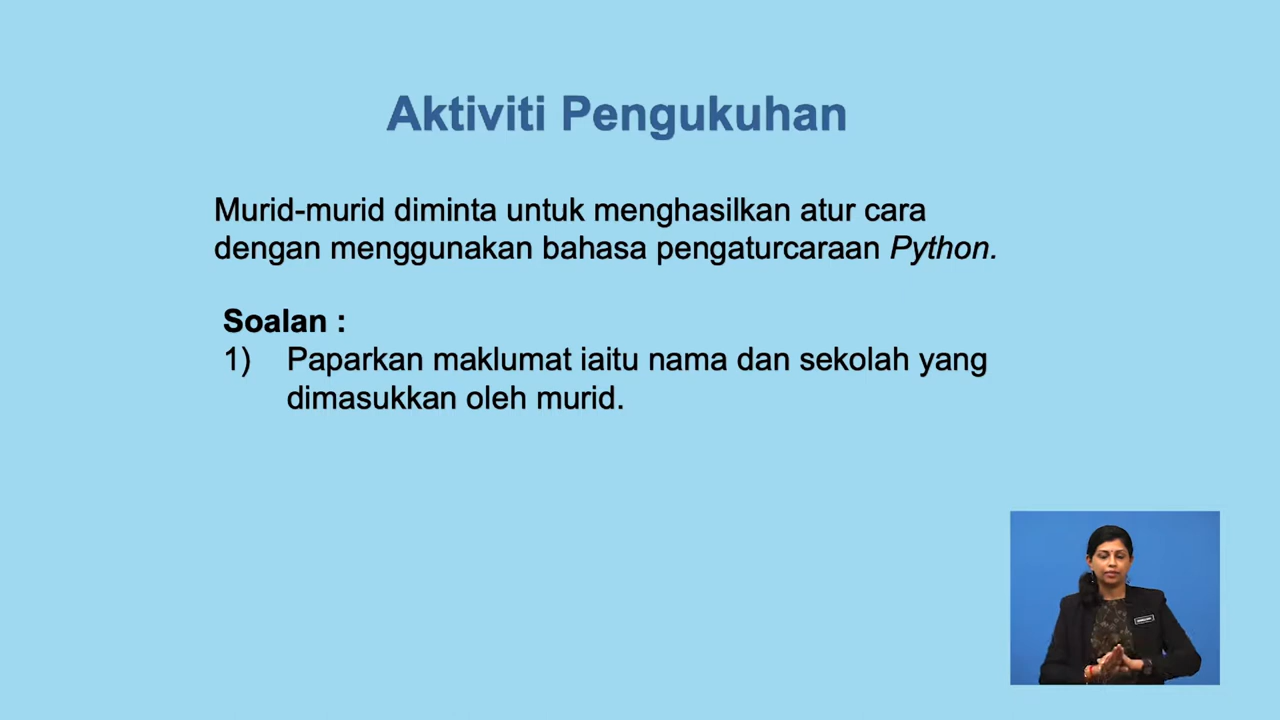 Aktiviti Pengukuhan
Murid-murid diminta untuk menghasilkan atur cara
dengan menggunakan bahasa pengaturcaraan Python.
Soalan :
1) Paparkan maklumat iaitu nama dan sekolah yang
dimasukkan oleh murid.